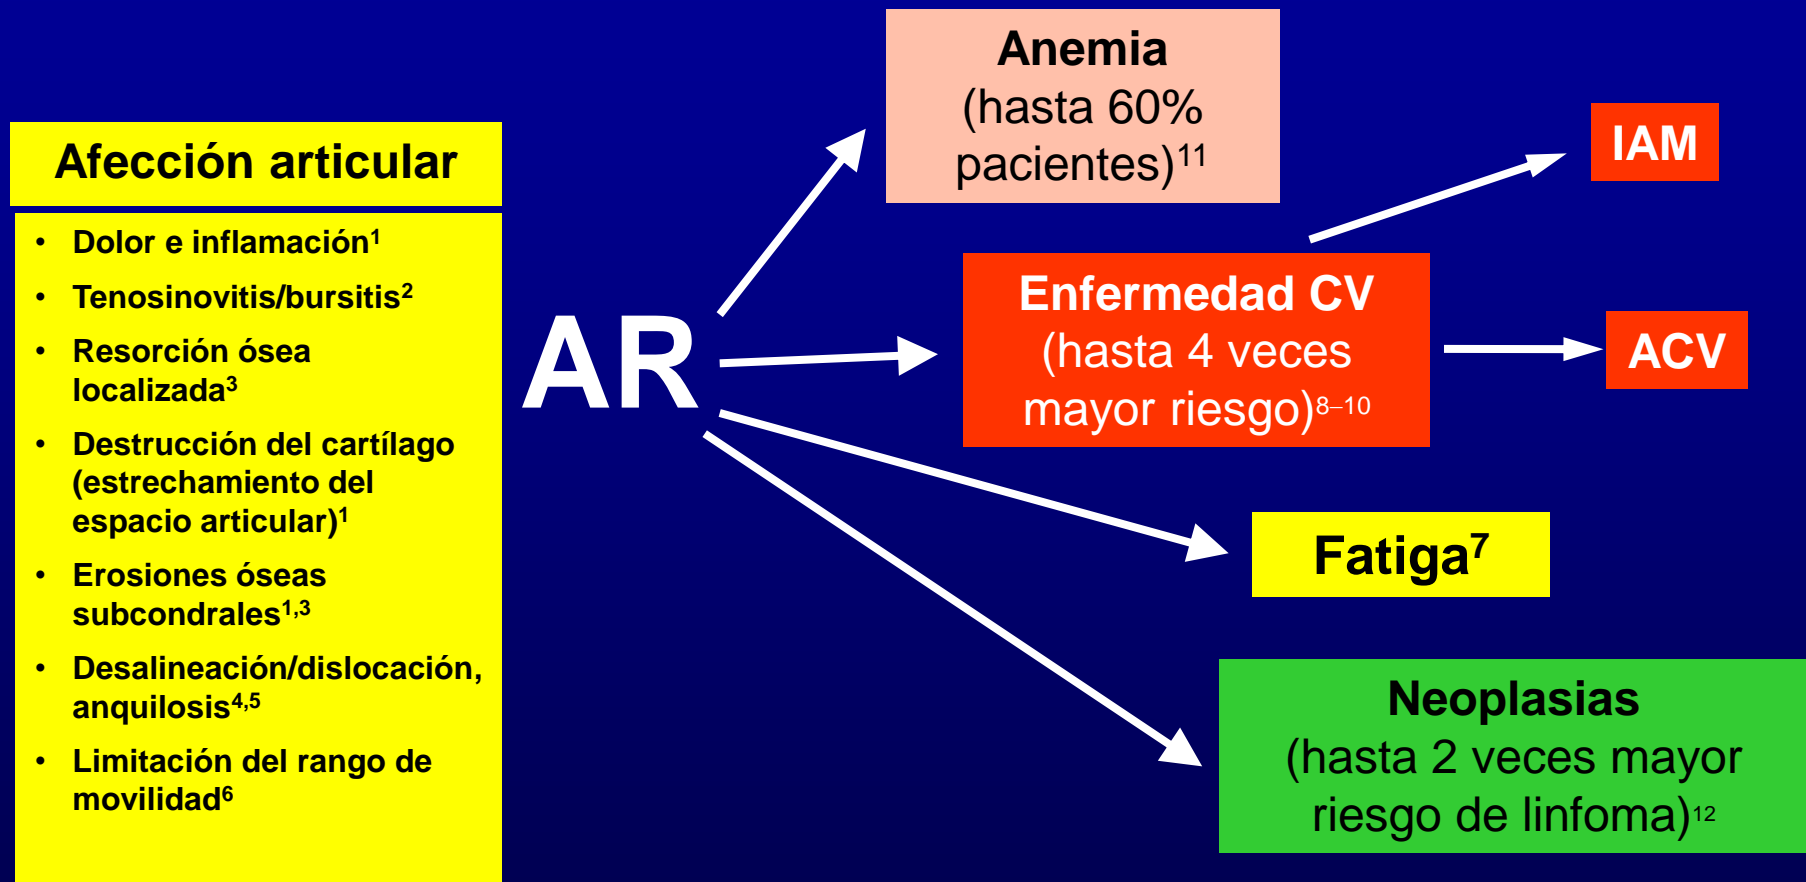 Afección articular
• Dolor e inflamación¹
• Tenosinovitis/bursitis²
• Resorción ósea
localizada³
• Destrucción del cartílago
(estrechamiento del
espacio articular)¹
• Erosiones óseas
subcondrales¹,³
• Desalineación/dislocación,
anquilosis⁴,⁵
• Limitación del rango de
movilidad⁶
AR
Anemia
(hasta 60%
pacientes)¹¹
Enfermedad CV
(hasta 4 veces
mayor riesgo)⁸–¹⁰
IAM
ACV
Fatiga⁷
Neoplasias
(hasta 2 veces mayor
riesgo de linfoma)¹²